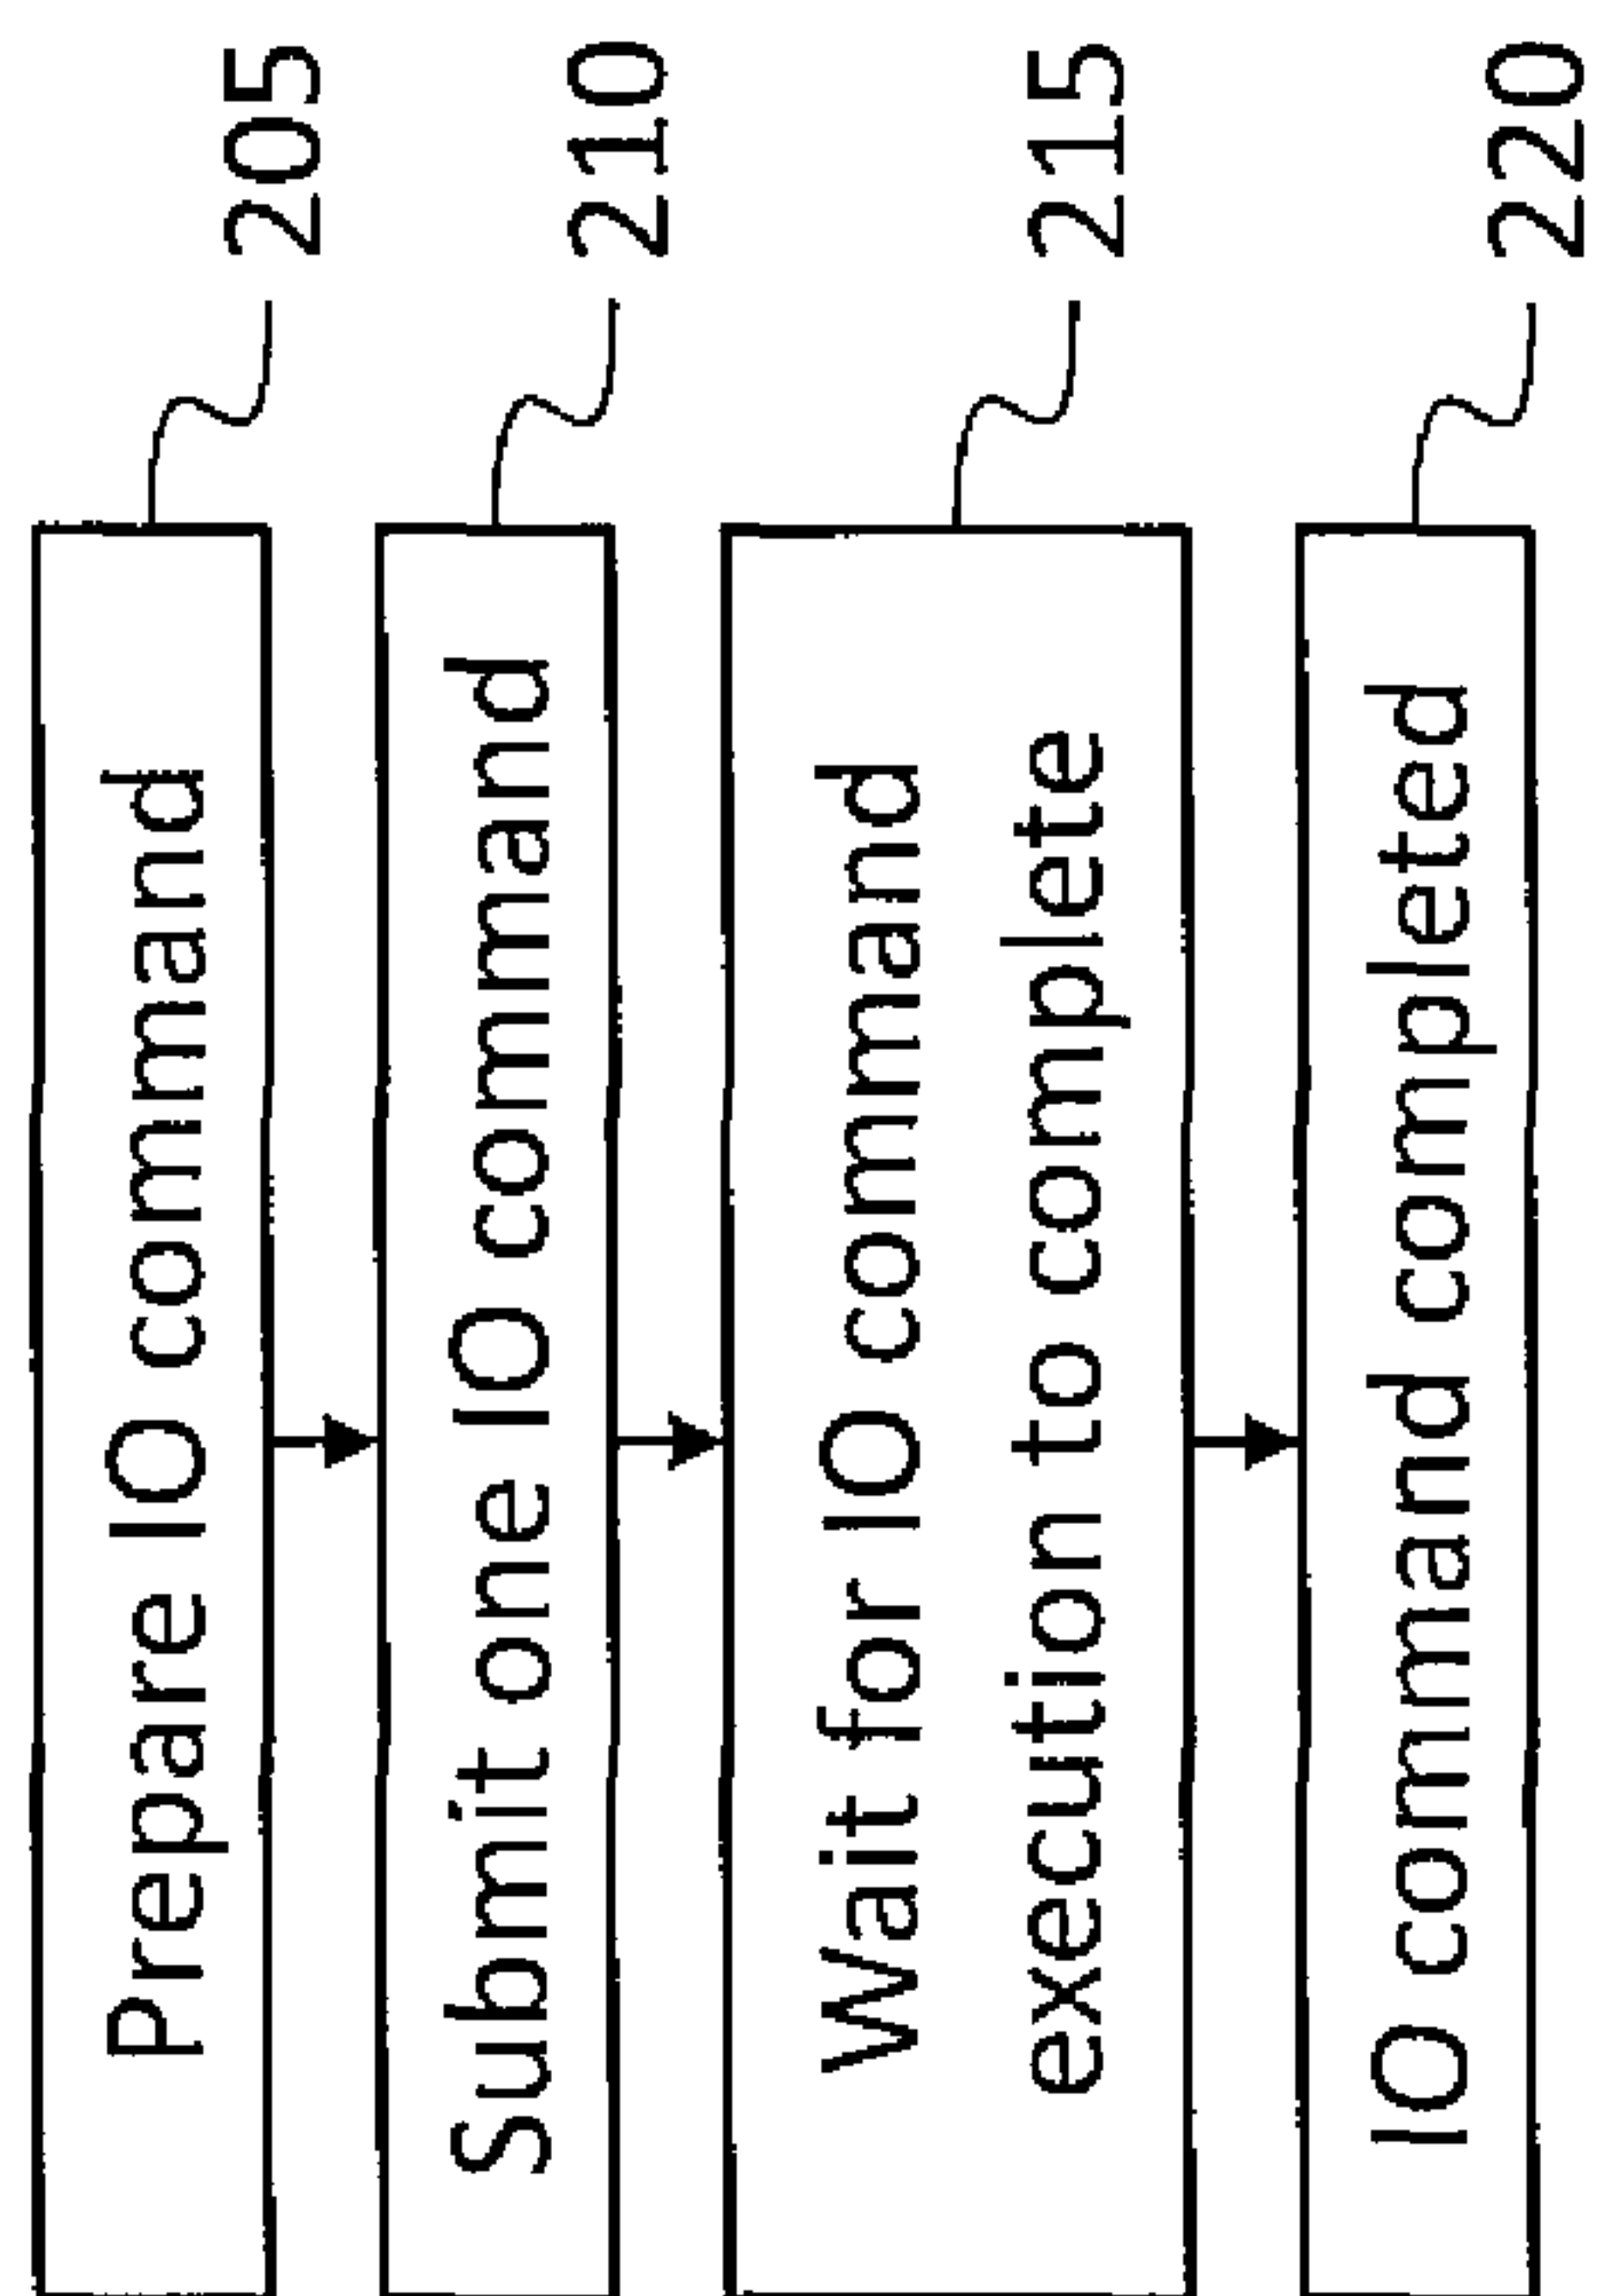 Prepare IO command
205
Submit one IO command
210
Wait for IO command
execution to complete
215
IO command completed
220